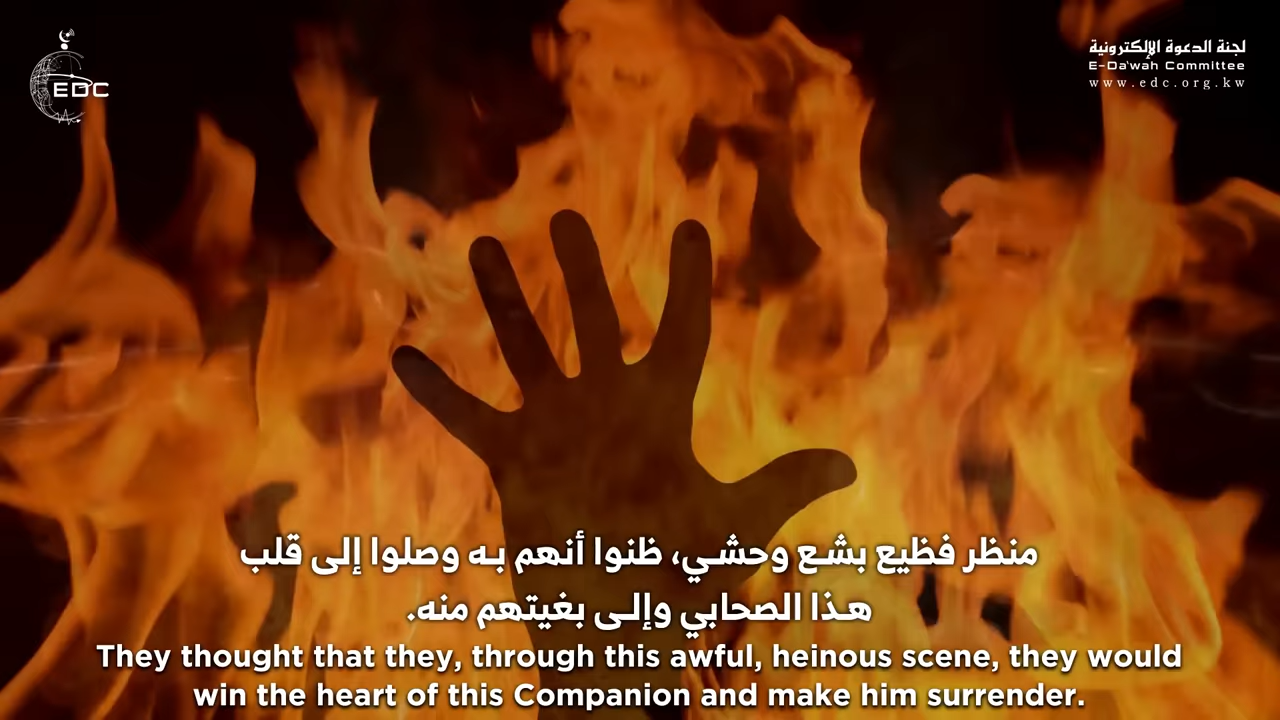 EDC
لجنة الدعوة الإلكترونية
E-Da'wah Committee
www.edc.org.kw
منظر فظيع بشع وحشي، ظنوا أنهم به وصلوا إلى قلب
هذا الصحابي وإلى بغيتهم منه.
They thought that they, through this awful, heinous scene, they would
win the heart of this Companion and make him surrender.